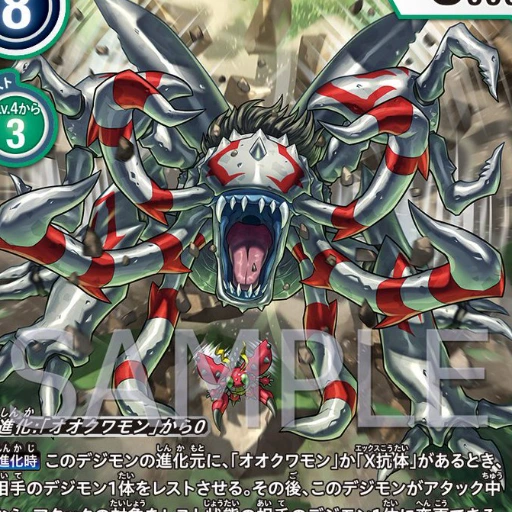 8
スト
Lv.4から
3
SAMPLE
進化:「オオクワモン」から0
進化時 このデジモンの進化元に、「オオクワモン」か「X抗体」があるとき、
相手のデジモン1体をレストさせる。その後、このデジモンがアタック中